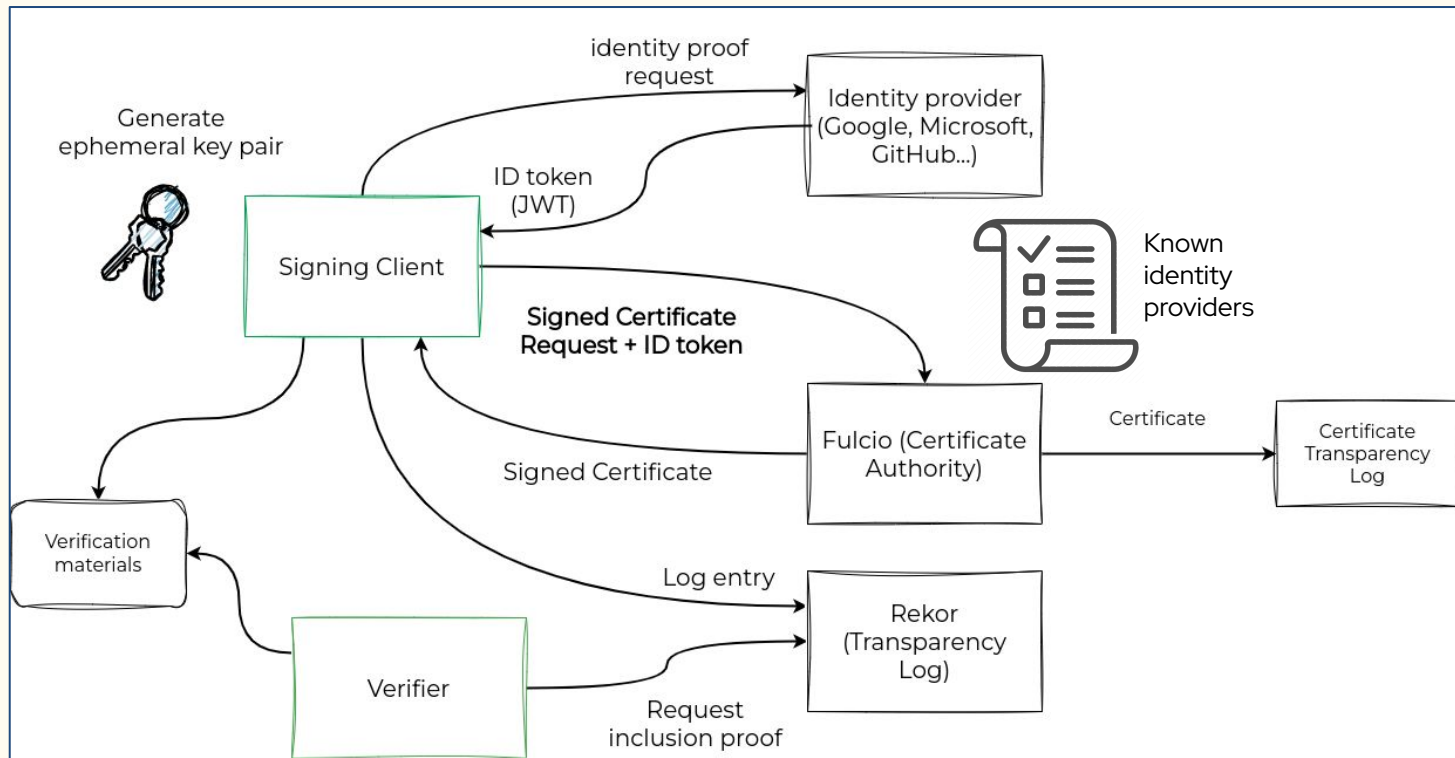 identity proof
request
Generate
ephemeral key pair
Identity provider
(Google, Microsoft,
GitHub...)
ID token
(JWT)
Signing Client
Known
identity
providers
Signed Certificate
Request + ID token
Fulcio (Certificate
Authority)
Certificate
Certificate
Transparency
Log
Signed Certificate
Verification
materials
Log entry
Rekor
(Transparency
Log)
Verifier
Request
inclusion proof